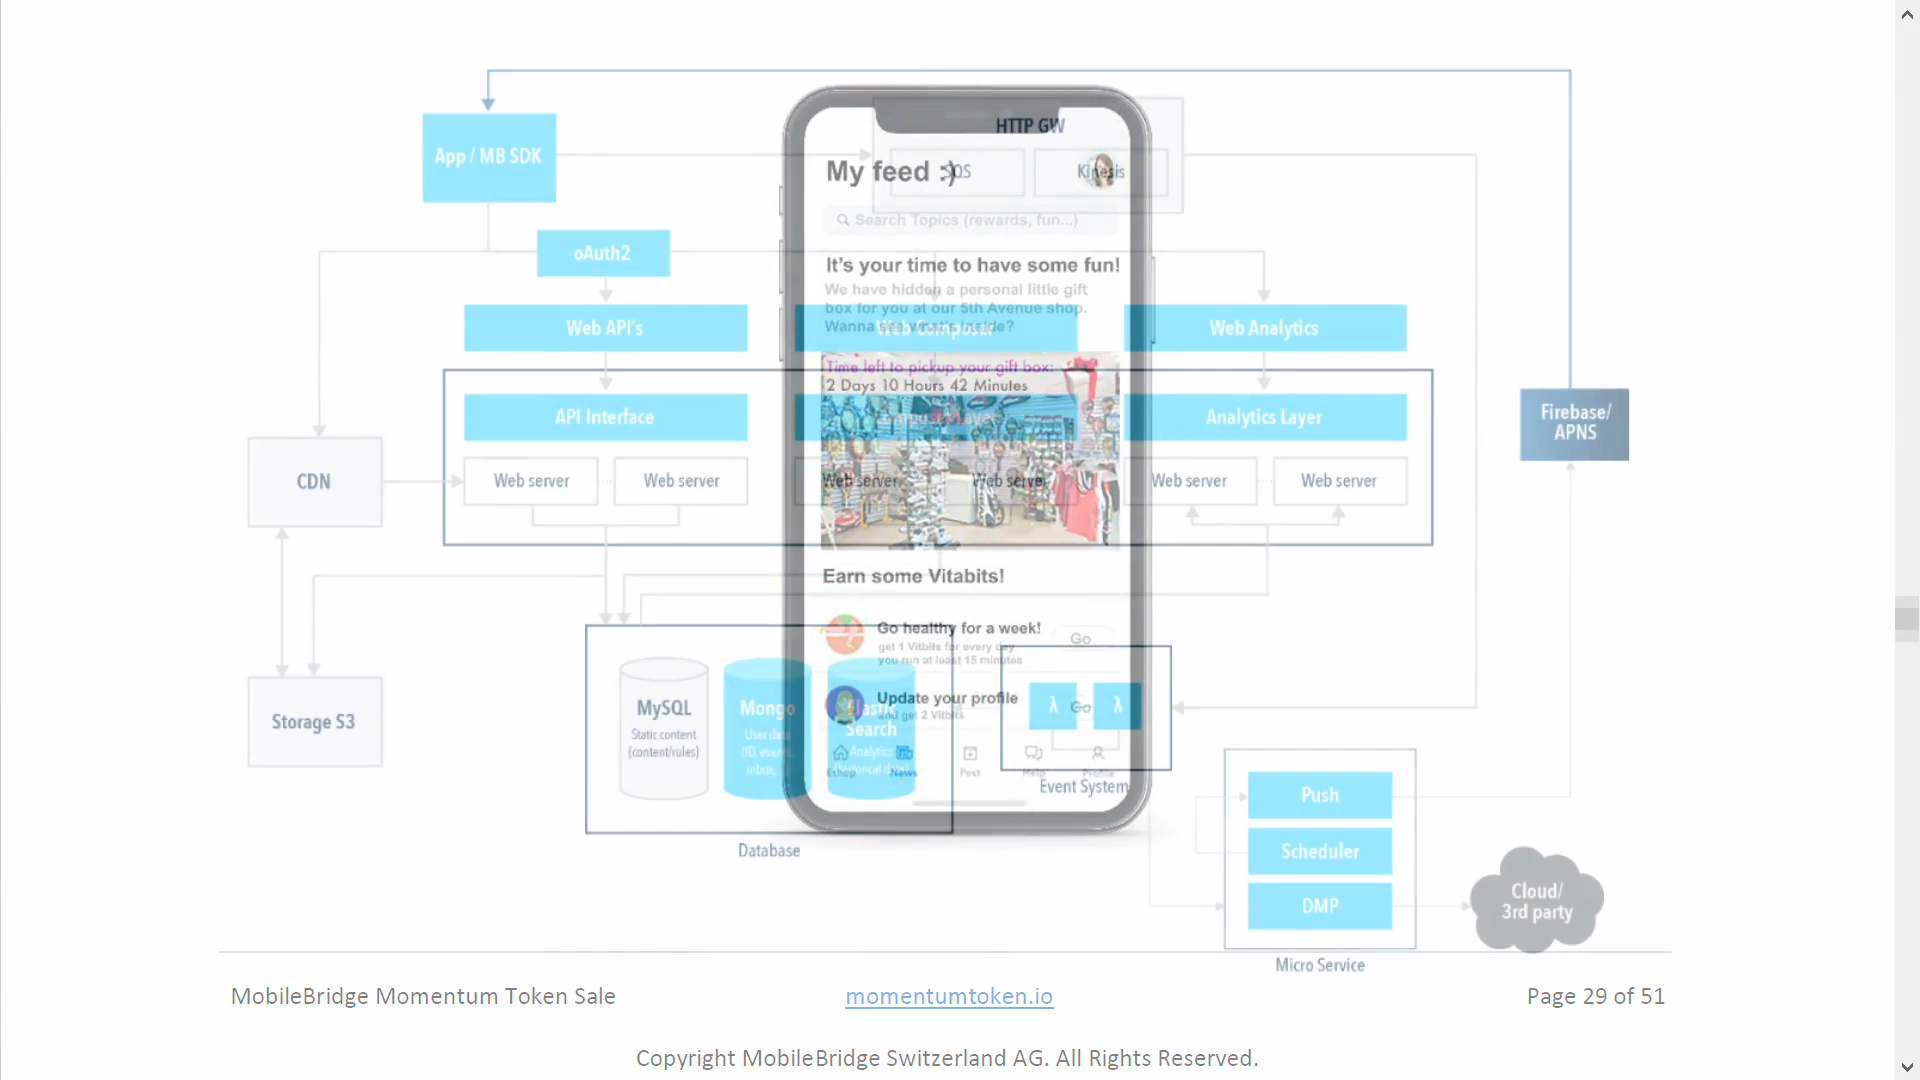 HTTP GW
App / MB SDK
My feed :)
SQS
Kinesis
Search Topics (rewards, fun...)
oAuth2
It's your time to have some fun!
We have hidden a personal little gift
box for you at our 5th Avenue shop.
Wanna see what's inside?
Web API's
Web Composer
Web Analytics
Time left to pickup your gift box:
2 Days 10 Hours 42 Minutes
API Interface
Layer
Analytics Layer
Firebase/
APNS
CDN
Web server
Web server
Web server
Web server
Web server
Web server
Earn some Vitabits!
Go healthy for a week!
get 1 Vitbits for every day
you run at least 15 minutes
Go
Update your profile
and get 2 Vitbits
Go
λ
λ
MySQL
Static content
(content/rules)
Mongo
User data
(ID, events,
inbox,
Elastic
Search
Analytics
(historical data)
Storage S3
Eshop
News
Post
Help
Profile
Event System
Database
Push
Scheduler
DMP
Micro Service
Cloud/
3rd party
MobileBridge Momentum Token Sale
momentumtoken.io
Page 29 of 51
Copyright MobileBridge Switzerland AG. All Rights Reserved.